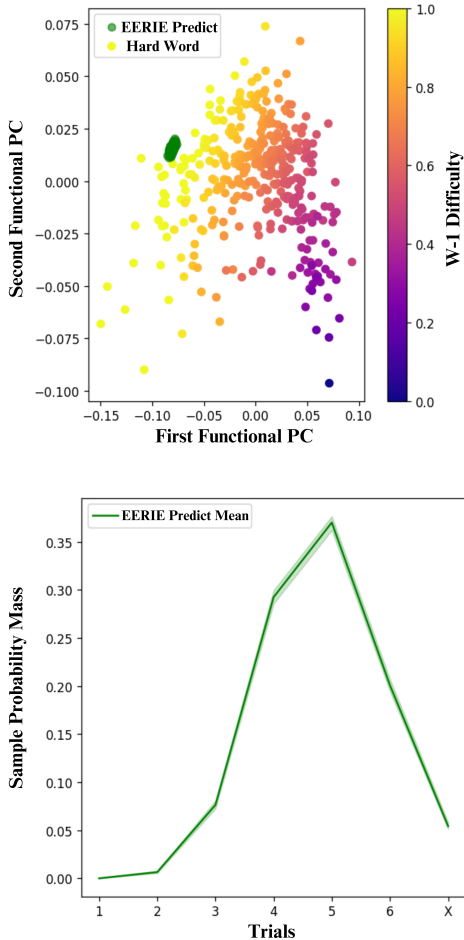 0.075
0.050
0.025
0.000
−0.025
−0.050
−0.075
−0.100
Second Functional PC
EERIE Predict
Hard Word
−0.15 −0.10 −0.05 0.00 0.05 0.10
First Functional PC
1.0
0.8
0.6
0.4
0.2
0.0
W-1 Difficulty
EERIE Predict Mean
0.35
0.30
0.25
0.20
0.15
0.10
0.05
0.00
Sample Probability Mass
1 2 3 4 5 6 X
Trials